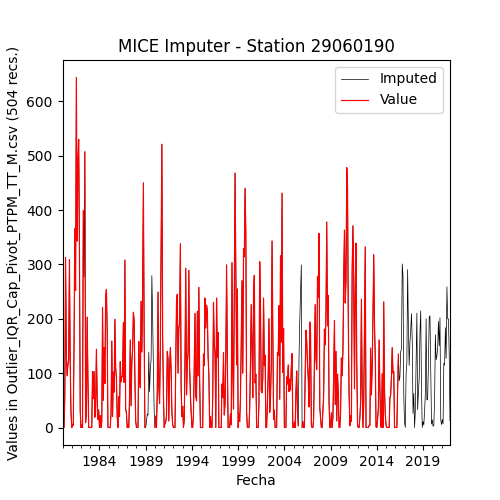 MICE Imputer - Station 29060190
Imputed
Value
Values in Outlier_IQR_Cap_Pivot_PTPM_TT_M.csv (504 recs.)
600
500
400
300
200
100
0
1984 1989 1994 1999 2004 2009 2014 2019
Fecha